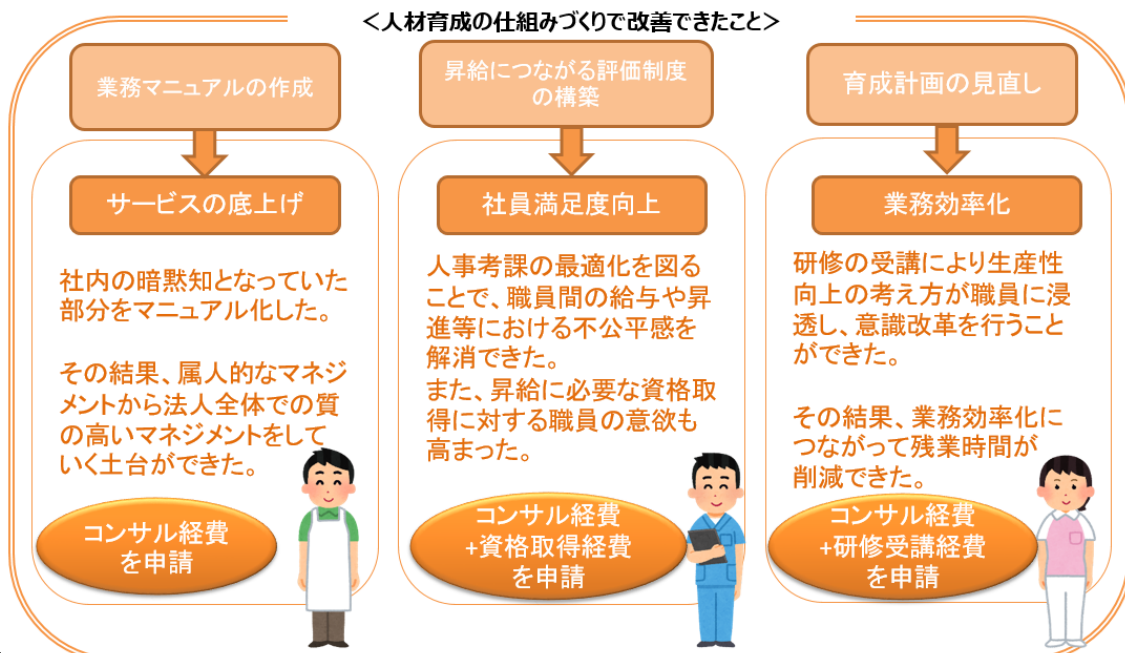 <人材育成の仕組みづくりで改善できたこと>
業務マニュアルの作成
サービスの底上げ
社内の暗黙知となっていた
部分をマニュアル化した。
その結果、属人的なマネジ
メントから法人全体での質
の高いマネジメントをして
いく土台ができた。
コンサル経費
を申請
昇給につながる評価制度
の構築
社員満足度向上
人事考課の最適化を図る
ことで、職員間の給与や昇
進等における不公平感を
解消できた。
また、昇給に必要な資格取
得に対する職員の意欲も
高まった。
コンサル経費
+資格取得経費
を申請
育成計画の見直し
業務効率化
研修の受講により生産性
向上の考え方が職員に浸
透し、意識改革を行うこと
ができた。
その結果、業務効率化に
つながって残業時間が
削減できた。
コンサル経費
+研修受講経費
を申請